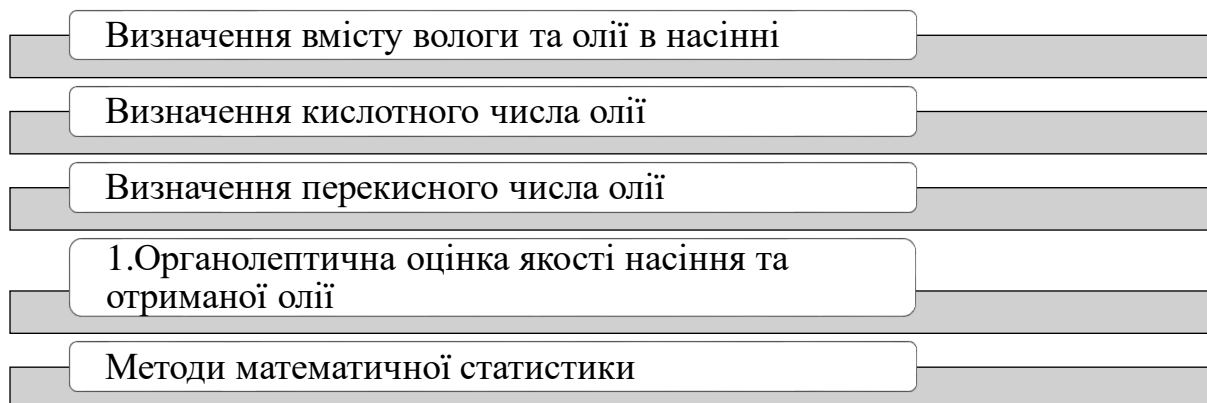 Визначення вмісту вологи та олії в насінні
Визначення кислотного числа олії
Визначення перекисного числа олії
1.Органолептична оцінка якості насіння та
отриманої олії
Методи математичної статистики